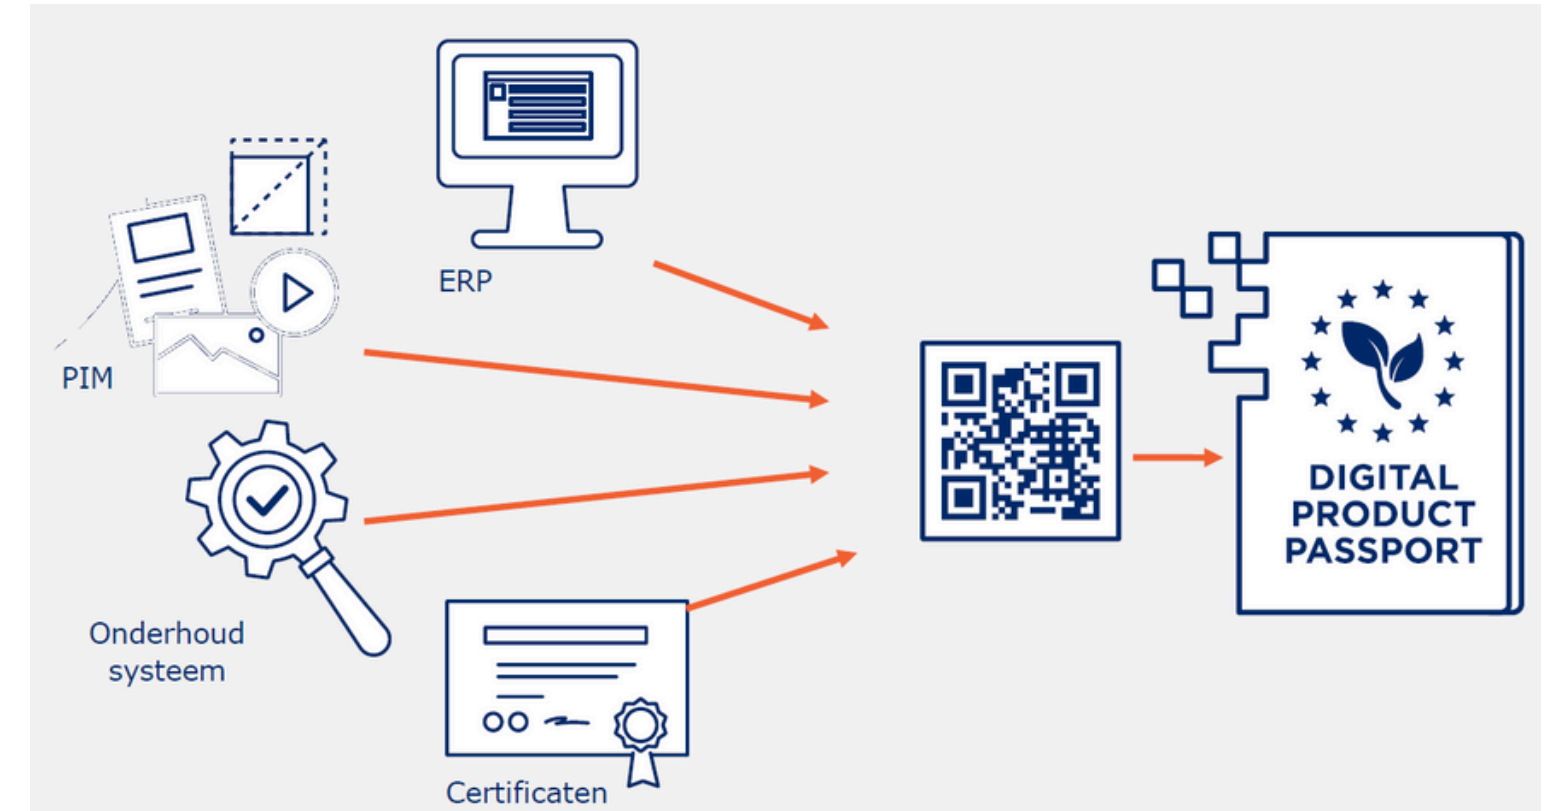 ERP
PIM
Onderhoud
systeem
Certificaten
DIGITAL
PRODUCT
PASSPORT